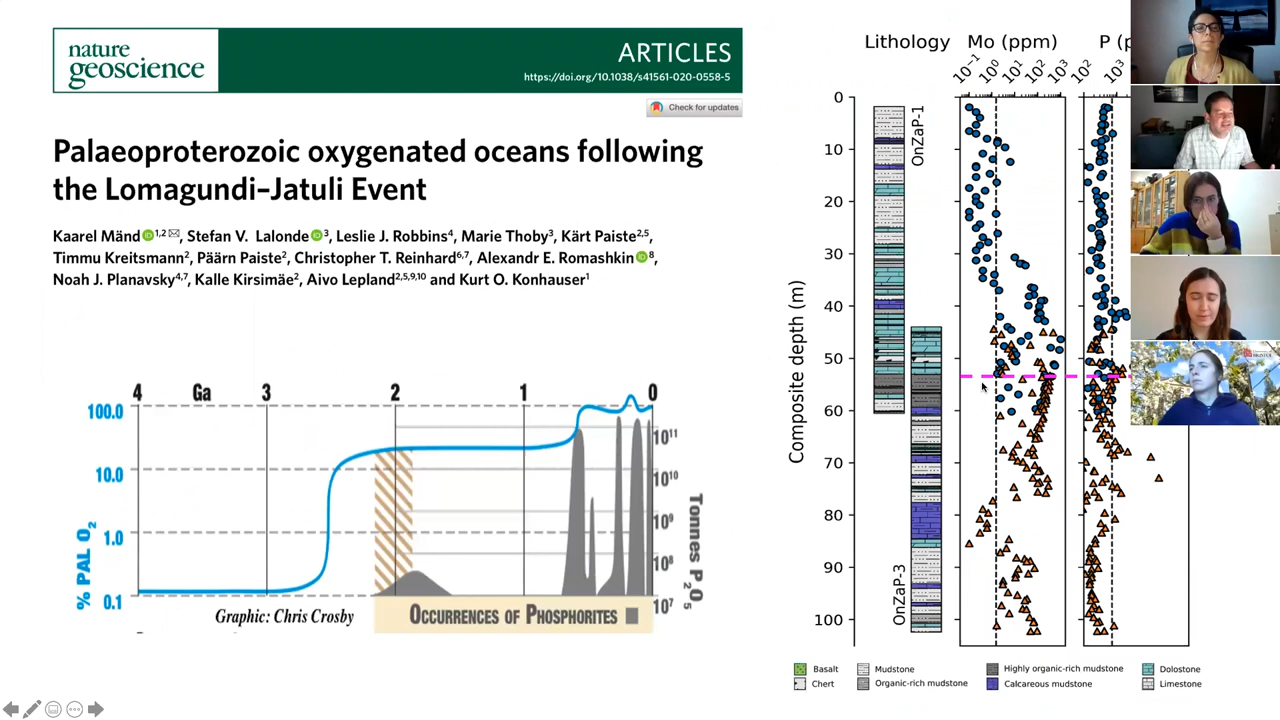 nature
geoscience
ARTICLES
https://doi.org/10.1038/s41561-020-0558-5
Check for updates
Palaeoproterozoic oxygenated oceans following
the Lomagundi–Jatuli Event
Kaarel Mänd 1,2, Stefan V. Lalonde 3, Leslie J. Robbins4, Marie Thoby3, Kärt Paiste2,5,
Timmu Kreitsmann2, Päärn Paiste2, Christopher T. Reinhard6,7, Alexandr E. Romashkin 8,
Noah J. Planavsky4,7, Kalle Kirsimäe2, Aivo Lepland2,5,9,10 and Kurt O. Konhauser1
4 Ga 3 2 1 0
100.0
10.0
1.0
0.1
% PAL O2
10^11
10^10
10^9
10^8
10^7
Tonnes P2O5
Graphic: Chris Crosby
OCCURRENCES OF PHOSPHORITES
Lithology Mo (ppm) P (p
10^-1 10^0 10^1 10^2 10^3 10^2 10^3
0
10
20
30
40
50
60
70
80
90
100
Composite depth (m)
OnZaP-1
OnZaP-3
Basalt Mudstone Highly organic-rich mudstone Dolostone
Chert Organic-rich mudstone Calcareous mudstone Limestone